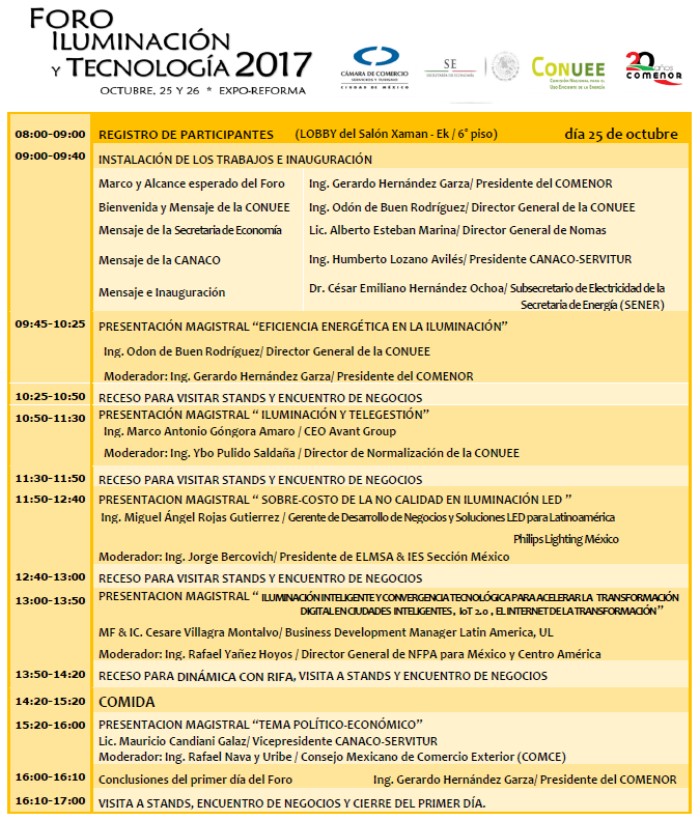 FORO
ILUMINACIÓN
Y TECNOLOGÍA 2017
OCTUBRE, 25 Y 26 * EXPO-REFORMA
CÁMARA DE COMERCIO
SERVICIOS Y TURISMO
CIUDAD DE MÉXICO
SE
SECRETARÍA DE ECONOMÍA
CONUEE
COMISIÓN NACIONAL PARA EL
USO EFICIENTE DE LA ENERGÍA
20 años
COMENOR
08:00-09:00 REGISTRO DE PARTICIPANTES (LOBBY del Salón Xaman - Ek / 6° piso) día 25 de octubre
09:00-09:40 INSTALACIÓN DE LOS TRABAJOS E INAUGURACIÓN
Marco y Alcance esperado del Foro Ing. Gerardo Hernández Garza/ Presidente del COMENOR
Bienvenida y Mensaje de la CONUEE Ing. Odón de Buen Rodríguez/ Director General de la CONUEE
Mensaje de la Secretaria de Economía Lic. Alberto Esteban Marina/ Director General de Nomas
Mensaje de la CANACO Ing. Humberto Lozano Avilés/ Presidente CANACO-SERVITUR
Mensaje e Inauguración Dr. César Emiliano Hernández Ochoa/ Subsecretario de Electricidad de la
Secretaria de Energía (SENER)
09:45-10:25 PRESENTACIÓN MAGISTRAL “EFICIENCIA ENERGÉTICA EN LA ILUMINACIÓN”
Ing. Odon de Buen Rodríguez/ Director General de la CONUEE
Moderador: Ing. Gerardo Hernández Garza/ Presidente del COMENOR
10:25-10:50 RECESO PARA VISITAR STANDS Y ENCUENTRO DE NEGOCIOS
10:50-11:30 PRESENTACIÓN MAGISTRAL “ ILUMINACIÓN Y TELEGESTIÓN”
Ing. Marco Antonio Góngora Amaro / CEO Avant Group
Moderador: Ing. Ybo Pulido Saldaña / Director de Normalización de la CONUEE
11:30-11:50 RECESO PARA VISITAR STANDS Y ENCUENTRO DE NEGOCIOS
11:50-12:40 PRESENTACION MAGISTRAL “ SOBRE-COSTO DE LA NO CALIDAD EN ILUMINACIÓN LED ”
Ing. Miguel Ángel Rojas Gutierrez / Gerente de Desarrollo de Negocios y Soluciones LED para Latinoamérica
Philips Lighting México
Moderador: Ing. Jorge Bercovich/ Presidente de ELMSA & IES Sección México
12:40-13:00 RECESO PARA VISITAR STANDS Y ENCUENTRO DE NEGOCIOS
13:00-13:50 PRESENTACION MAGISTRAL “ ILUMINACIÓN INTELIGENTE Y CONVERGENCIA TECNOLÓGICA PARA ACELERAR LA TRANSFORMACIÓN
DIGITAL EN CIUDADES INTELIGENTES , IoT 2.0 , EL INTERNET DE LA TRANSFORMACIÓN”
MF & IC. Cesare Villagra Montalvo/ Business Development Manager Latin America, UL
Moderador: Ing. Rafael Yañez Hoyos / Director General de NFPA para México y Centro América
13:50-14:20 RECESO PARA DINÁMICA CON RIFA, VISITA A STANDS Y ENCUENTRO DE NEGOCIOS
14:20-15:20 COMIDA
15:20-16:00 PRESENTACION MAGISTRAL “TEMA POLÍTICO-ECONÓMICO”
Lic. Mauricio Candiani Galaz/ Vicepresidente CANACO-SERVITUR
Moderador: Ing. Rafael Nava y Uribe / Consejo Mexicano de Comercio Exterior (COMCE)
16:00-16:10 Conclusiones del primer día del Foro Ing. Gerardo Hernández Garza/ Presidente del COMENOR
16:10-17:00 VISITA A STANDS, ENCUENTRO DE NEGOCIOS Y CIERRE DEL PRIMER DÍA.